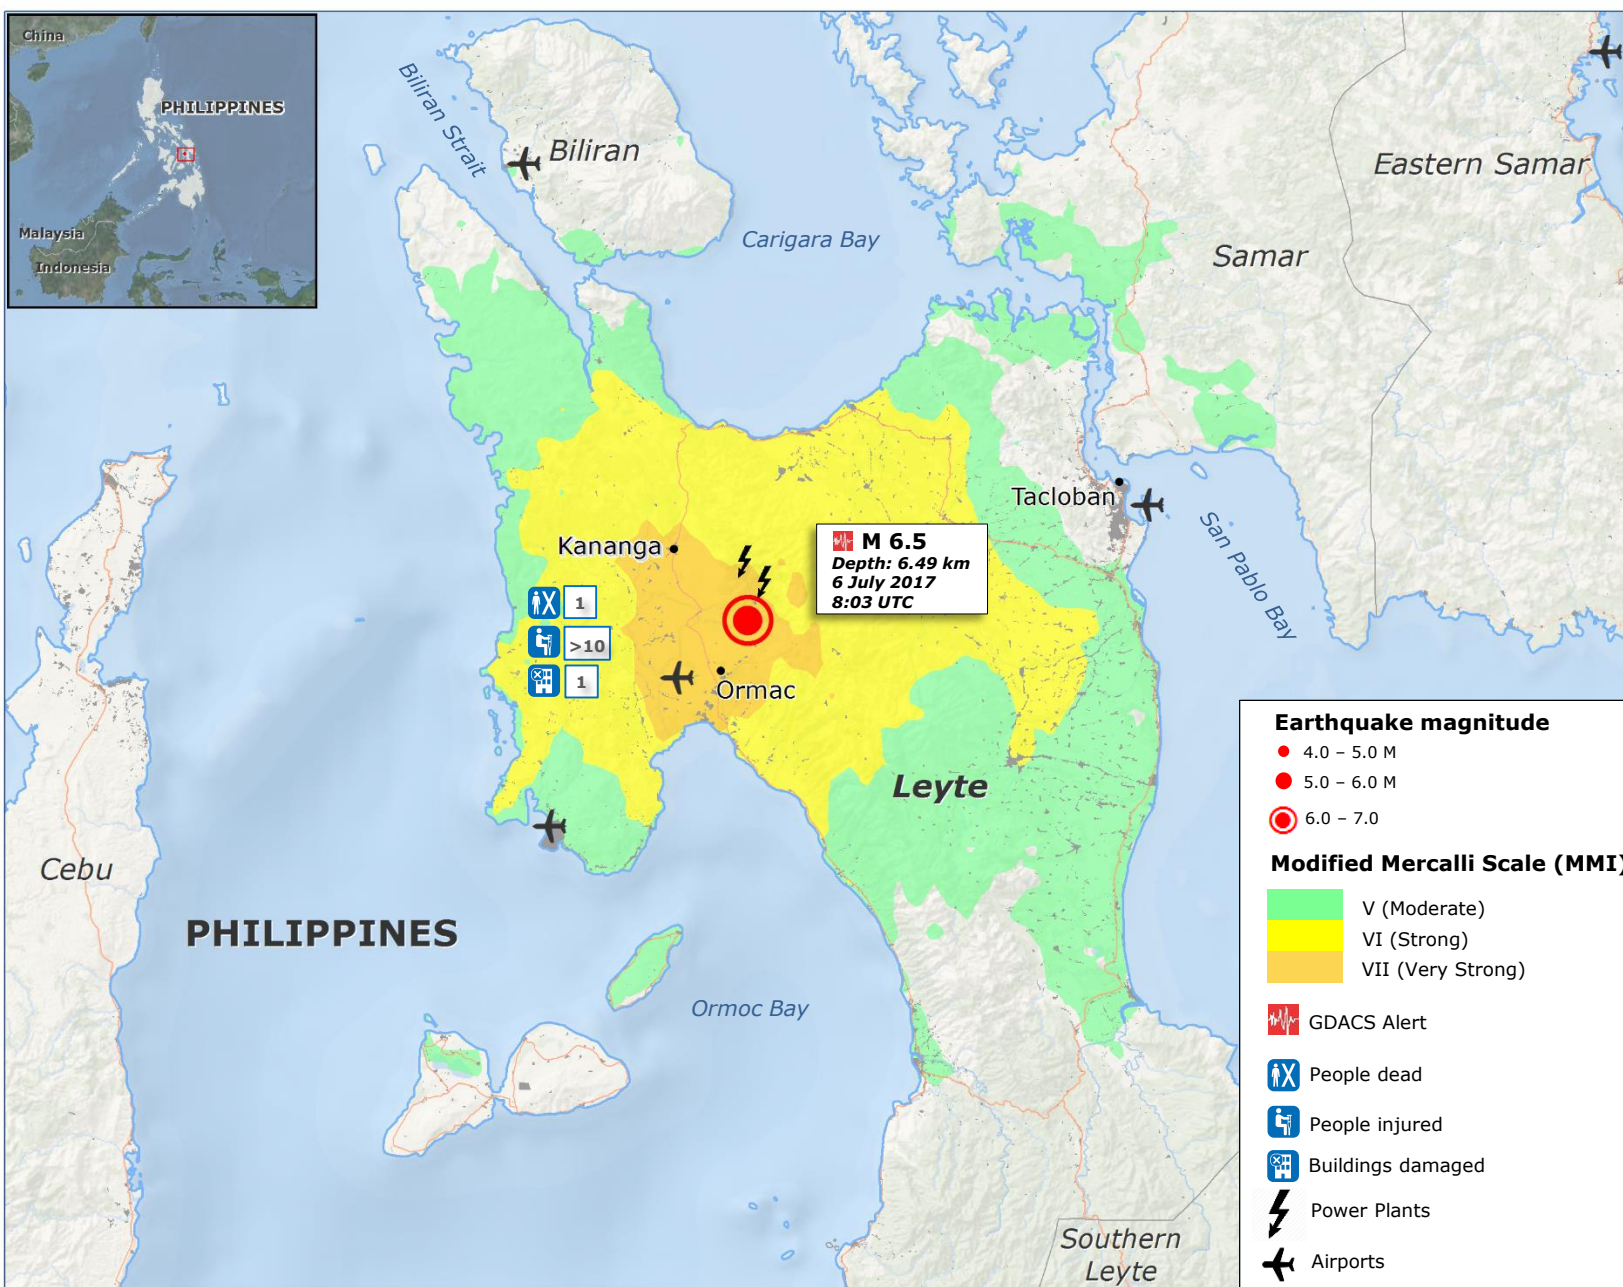 China
PHILIPPINES
Malaysia
Indonesia
Biliran Strait
Biliran
Carigara Bay
Eastern Samar
Samar
Tacloban
San Pablo Bay
Kananga
M 6.5
Depth: 6.49 km
6 July 2017
8:03 UTC
1
>10
1
Ormac
Leyte
Cebu
PHILIPPINES
Ormoc Bay
Southern
Leyte
Earthquake magnitude
4.0 – 5.0 M
5.0 – 6.0 M
6.0 – 7.0
Modified Mercalli Scale (MMI)
V (Moderate)
VI (Strong)
VII (Very Strong)
GDACS Alert
People dead
People injured
Buildings damaged
Power Plants
Airports